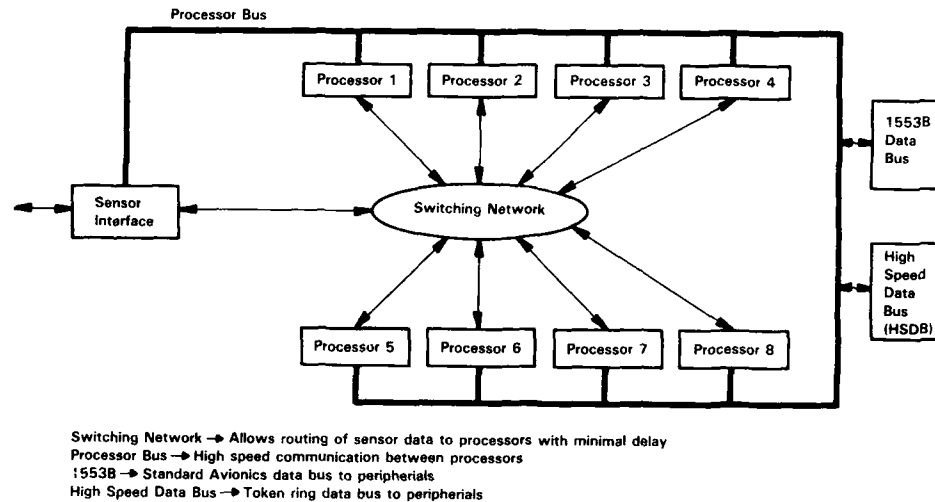 Processor Bus
Processor 1
Processor 2
Processor 3
Processor 4
1553B
Data
Bus
Sensor
Interface
Switching Network
High
Speed
Data
Bus
(HSDB)
Processor 5
Processor 6
Processor 7
Processor 8
Switching Network → Allows routing of sensor data to processors with minimal delay
Processor Bus → High speed communication between processors
1553B → Standard Avionics data bus to peripherials
High Speed Data Bus → Token ring data bus to peripherials